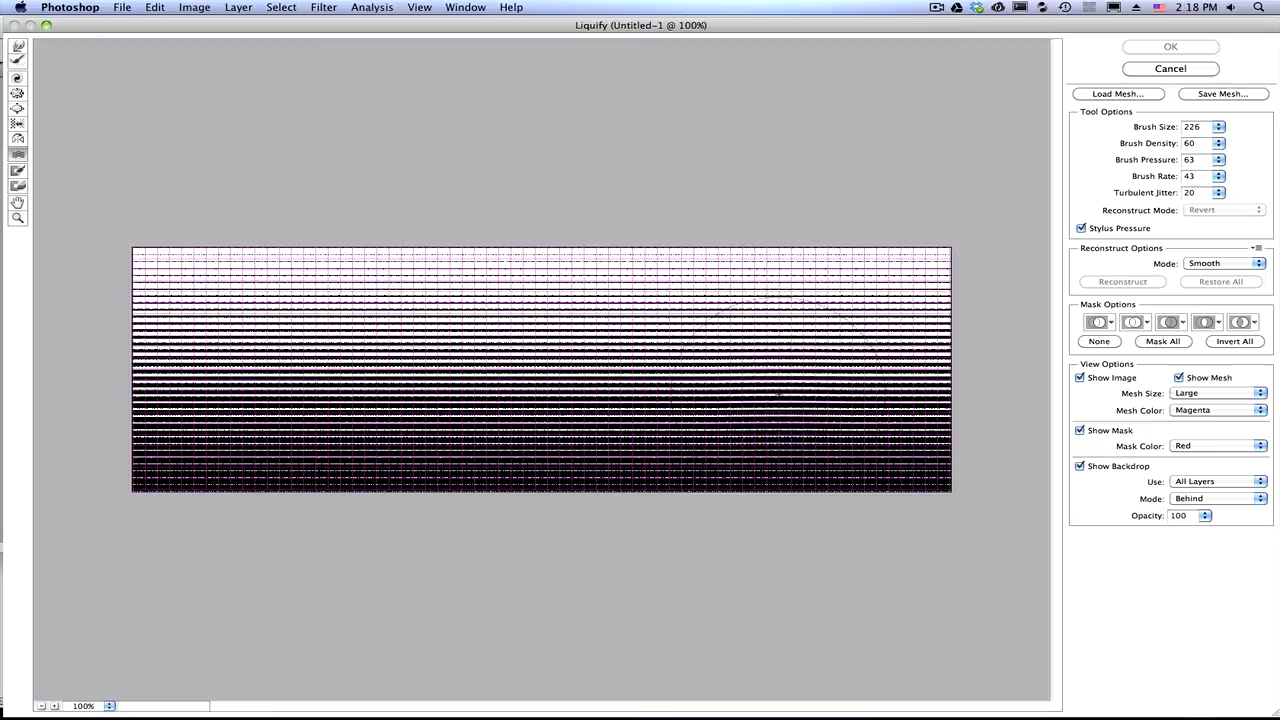 Photoshop File Edit Image Layer Select Filter Analysis View Window Help 2:18 PM
Liquify (Untitled-1 @ 100%)
OK
Cancel
Load Mesh... Save Mesh...
Tool Options
Brush Size: 226
Brush Density: 60
Brush Pressure: 63
Brush Rate: 43
Turbulent Jitter: 20
Reconstruct Mode: Revert
Stylus Pressure
Reconstruct Options
Mode: Smooth
Reconstruct Restore All
Mask Options
None Mask All Invert All
View Options
Show Image Show Mesh
Mesh Size: Large
Mesh Color: Magenta
Show Mask
Mask Color: Red
Show Backdrop
Use: All Layers
Mode: Behind
Opacity: 100
100%